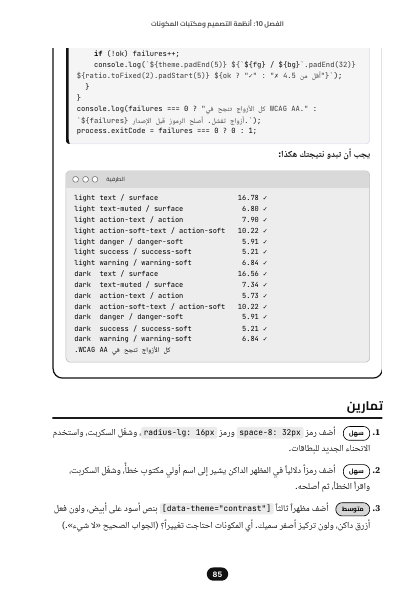 الفصل 10: أنظمة التصميم ومكتبات المكونات
if (!ok) failures++;
console.log(`${theme.padEnd(5)} ${`${fg} / ${bg}`.padEnd(32)}
${ratio.toFixed(2).padStart(5)} ${ok ? "✓" : "✗ أقل من 4.5"}`);
}
}
console.log(failures === 0 ? "كل الأزواج تنجح في WCAG AA." :
`${failures} أزواج تفشل. أصلح الرموز قبل الإصدار.`);
process.exitCode = failures === 0 ? 0 : 1;
يجب أن تبدو نتيجتك هكذا:
الطرفية
light text / surface 16.78 ✓
light text-muted / surface 6.80 ✓
light action-text / action 7.90 ✓
light action-soft-text / action-soft 10.22 ✓
light danger / danger-soft 5.91 ✓
light success / success-soft 5.21 ✓
light warning / warning-soft 6.84 ✓
dark text / surface 16.56 ✓
dark text-muted / surface 7.34 ✓
dark action-text / action 5.73 ✓
dark action-soft-text / action-soft 10.22 ✓
dark danger / danger-soft 5.91 ✓
dark success / success-soft 5.21 ✓
dark warning / warning-soft 6.84 ✓
كل الأزواج تنجح في WCAG AA.
تمارين
1. سهل أضف رمز space-8: 32px ورمز radius-lg: 16px، وشغّل السكربت، واستخدم
الانحناء الجديد للبطاقات.
2. سهل أضف رمزاً دلالياً في المظهر الداكن يشير إلى اسم أولي مكتوب خطأً، وشغّل السكربت،
واقرأ الخطأ، ثم أصلحه.
3. متوسط أضف مظهراً ثالثاً [data-theme="contrast"] بنص أسود على أبيض، ولون فعل
أزرق داكن، ولون تركيز أصفر سميك. أي المكونات احتاجت تغييراً؟ (الجواب الصحيح «لا شيء».)
85